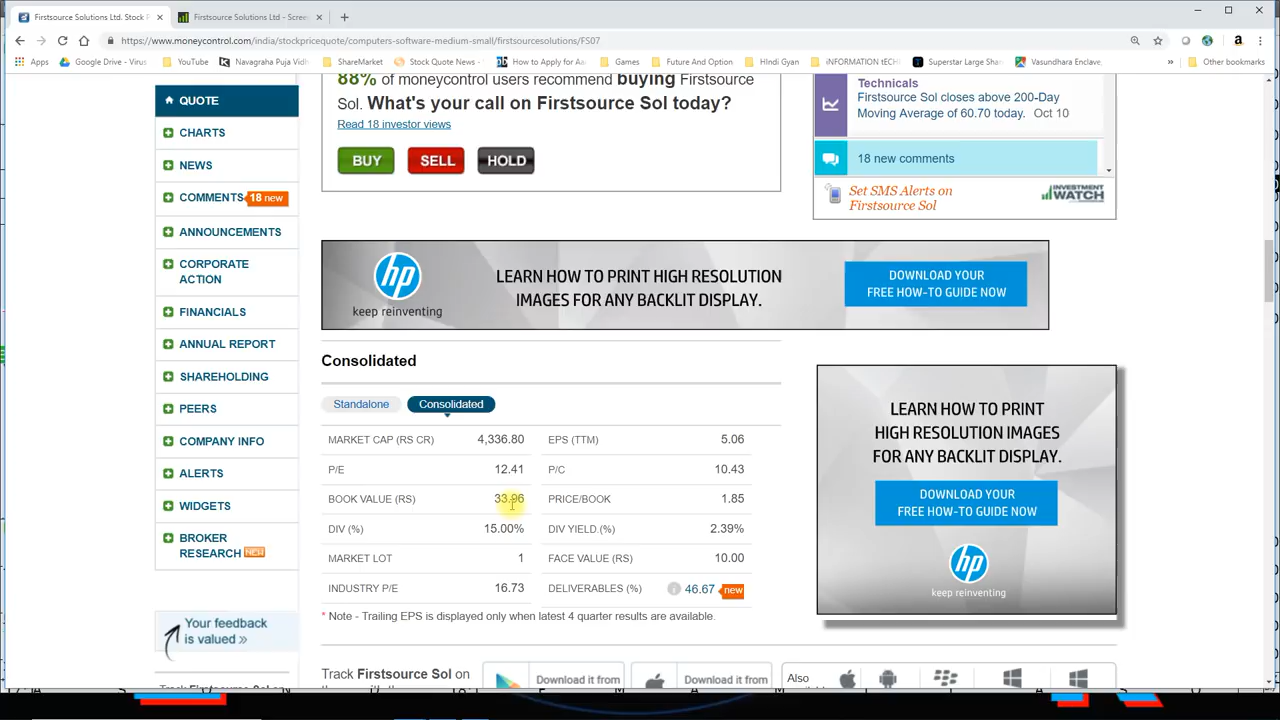 Firstsource Solutions Ltd. Stock P
Firstsource Solutions Ltd - Scree
https://www.moneycontrol.com/india/stockpricequote/computers-software-medium-small/firstsourcesolutions/FS07
Apps
Google Drive - Virus
YouTube
Navagraha Puja Vidh
ShareMarket
Stock Quote News -
How to Apply for Aa
Games
Future And Option
HIndi Gyan
iNFORMATION tECH
Superstar Large Shar
Vasundhara Enclave,
»
Other bookmarks
QUOTE
CHARTS
NEWS
COMMENTS 18 new
ANNOUNCEMENTS
CORPORATE
ACTION
FINANCIALS
ANNUAL REPORT
SHAREHOLDING
PEERS
COMPANY INFO
ALERTS
WIDGETS
BROKER
RESEARCH NEW
Your feedback
is valued »
88% of moneycontrol users recommend buying Firstsource
Sol. What's your call on Firstsource Sol today?
Read 18 investor views
BUY SELL HOLD
Technicals
Firstsource Sol closes above 200-Day
Moving Average of 60.70 today. Oct 10
18 new comments
Set SMS Alerts on
Firstsource Sol
INVESTMENT
WATCH
hp
keep reinventing
LEARN HOW TO PRINT HIGH RESOLUTION
IMAGES FOR ANY BACKLIT DISPLAY.
DOWNLOAD YOUR
FREE HOW-TO GUIDE NOW
Consolidated
Standalone Consolidated
MARKET CAP (RS CR) 4,336.80 EPS (TTM) 5.06
P/E 12.41 P/C 10.43
BOOK VALUE (RS) 33.96 PRICE/BOOK 1.85
DIV (%) 15.00% DIV YIELD.(%) 2.39%
MARKET LOT 1 FACE VALUE (RS) 10.00
INDUSTRY P/E 16.73 DELIVERABLES (%) 46.67 new
* Note - Trailing EPS is displayed only when latest 4 quarter results are available.
LEARN HOW TO PRINT
HIGH RESOLUTION IMAGES
FOR ANY BACKLIT DISPLAY.
DOWNLOAD YOUR
FREE HOW-TO GUIDE NOW
hp
keep reinventing
Track Firstsource Sol on
Download it from
Download it from
Also